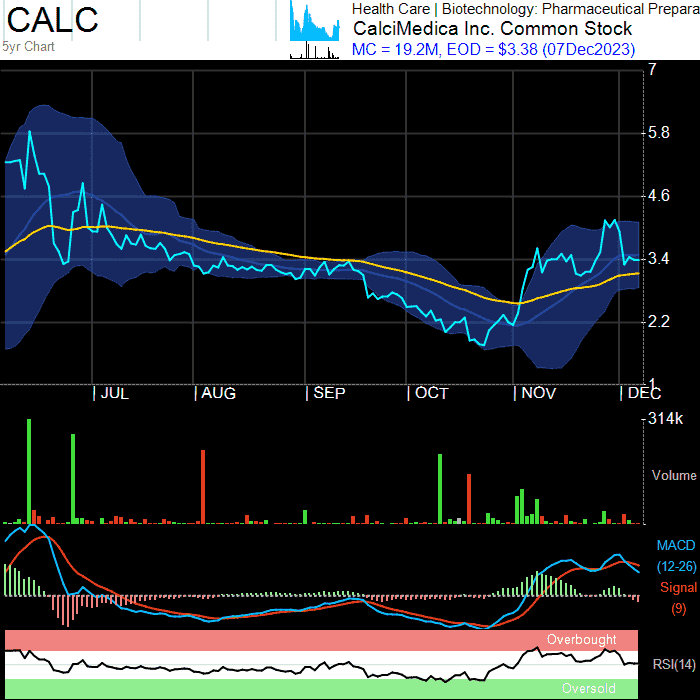 CALC
5yr Chart
Health Care | Biotechnology: Pharmaceutical Prepara
CalciMedica Inc. Common Stock
MC = 19.2M, EOD = $3.38 (07Dec2023)
7
5.8
4.6
3.4
2.2
1
JUL
AUG
SEP
OCT
NOV
DEC
314k
Volume
MACD
(12-26)
Signal
(9)
Overbought
RSI(14)
Oversold